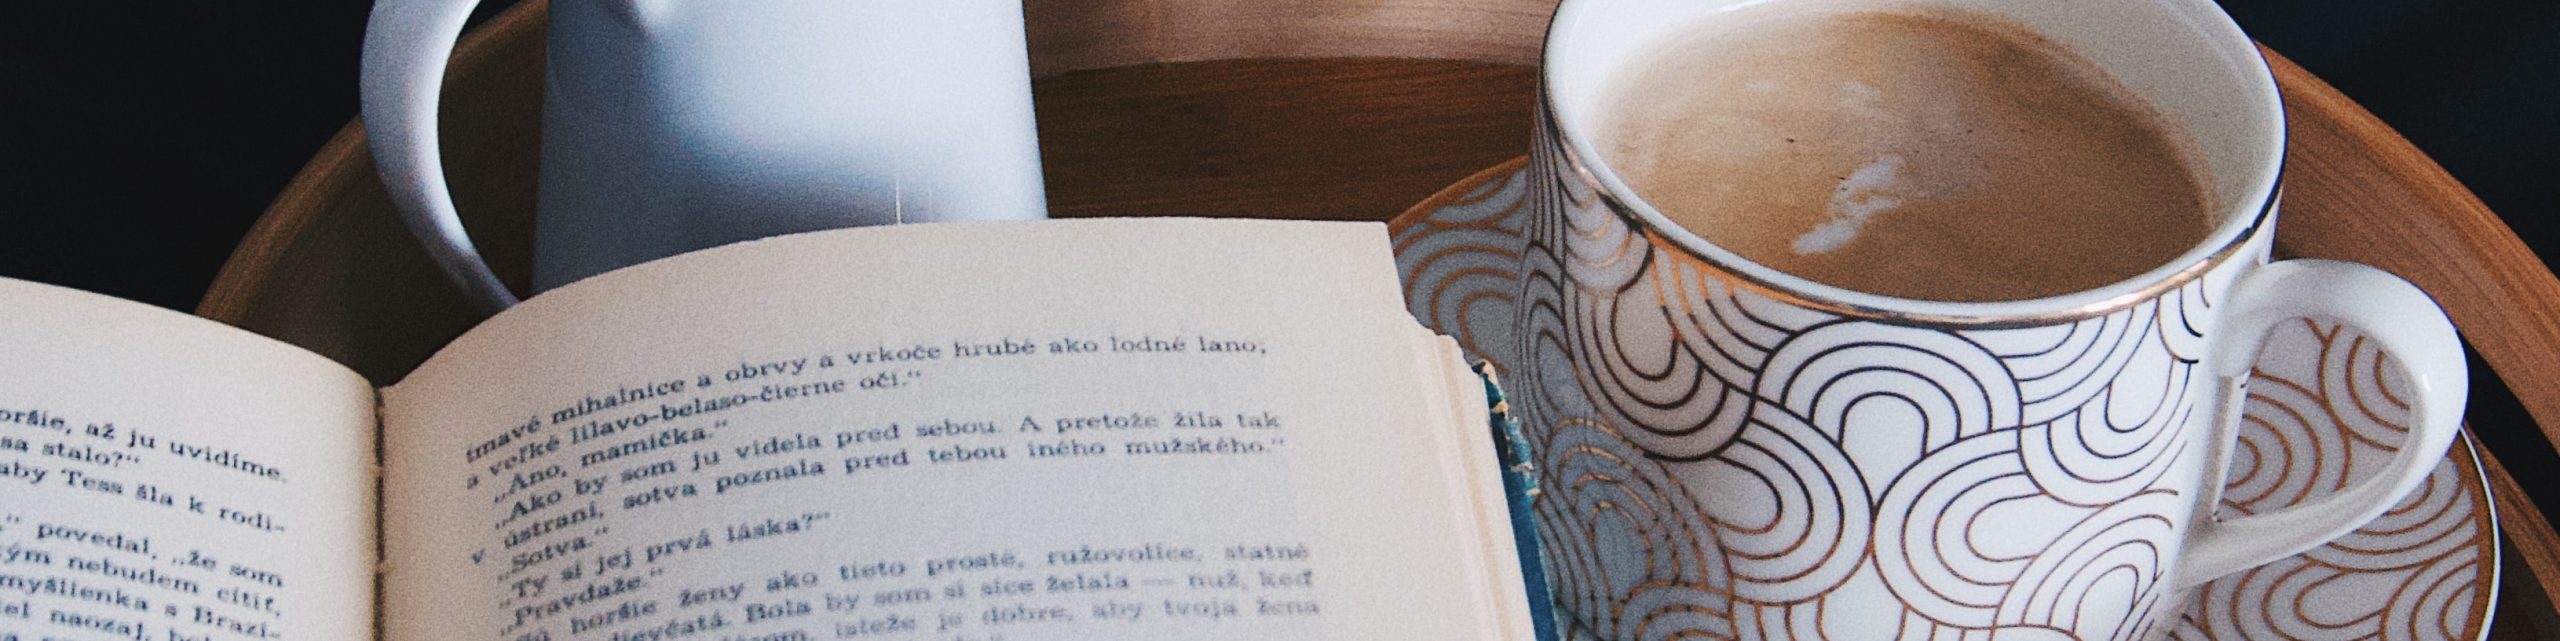 oršie, až ju uvidíme.
sa stalo?“
aby Tess šla k rodi-
,“ povedal, „že som
ým nebudem cítiť,
myšlienka s Brazí-
iel naozaj,
tmavé mihalnice a obrvy a vrkoče hrubé ako lodné lano,
a veľké lilavo-belaso-čierne oči.“
„Áno, mamička.“
„Ako by som ju videla pred sebou. A pretože žila tak
v ústraní, sotva poznala pred tebou iného mužského.“
„Sotva.“
„Ty si jej prvá láska?“
„Pravdaže.“
„Sú horšie ženy ako tieto prosté, ružovolíce, statné
dievčatá. Bola by som si síce želala — nuž, keď
isteže je dobre, aby tvoja žena